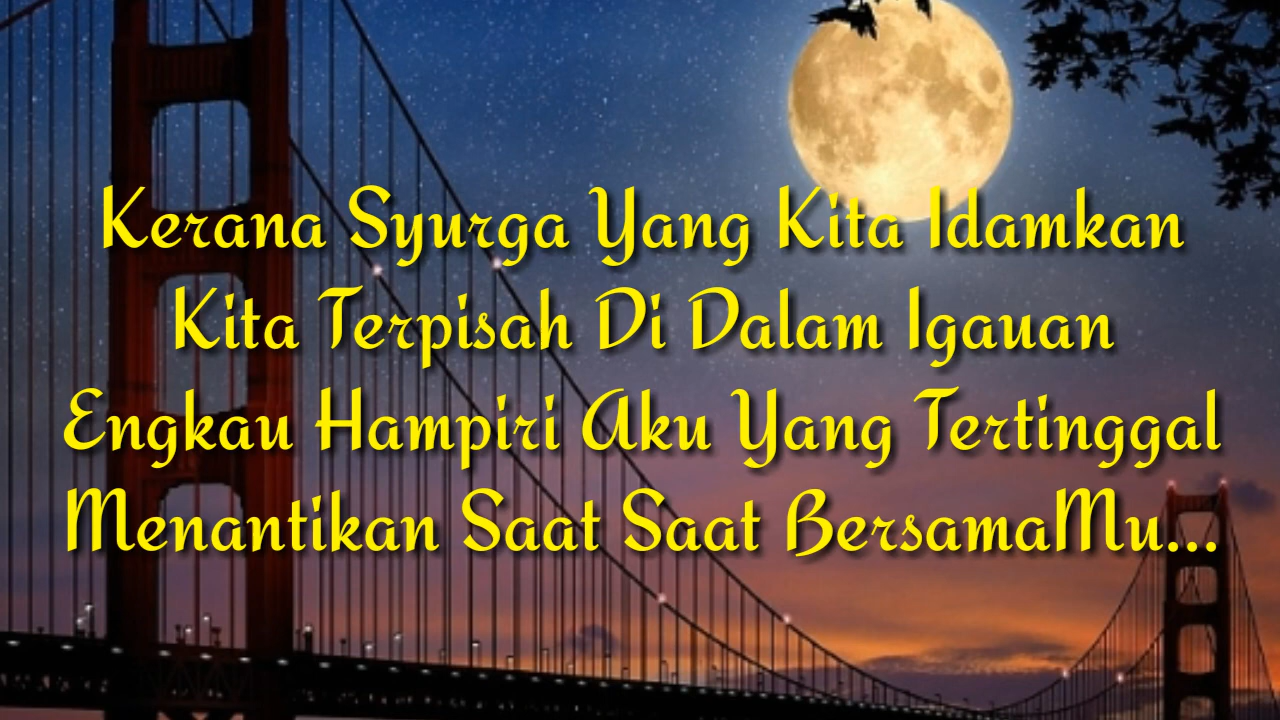 Kerana Syurga Yang Kita Idamkan
Kita Terpisah Di Dalam Igauan
Engkau Hampiri Aku Yang Tertinggal
Menantikan Saat Saat BersamaMu...